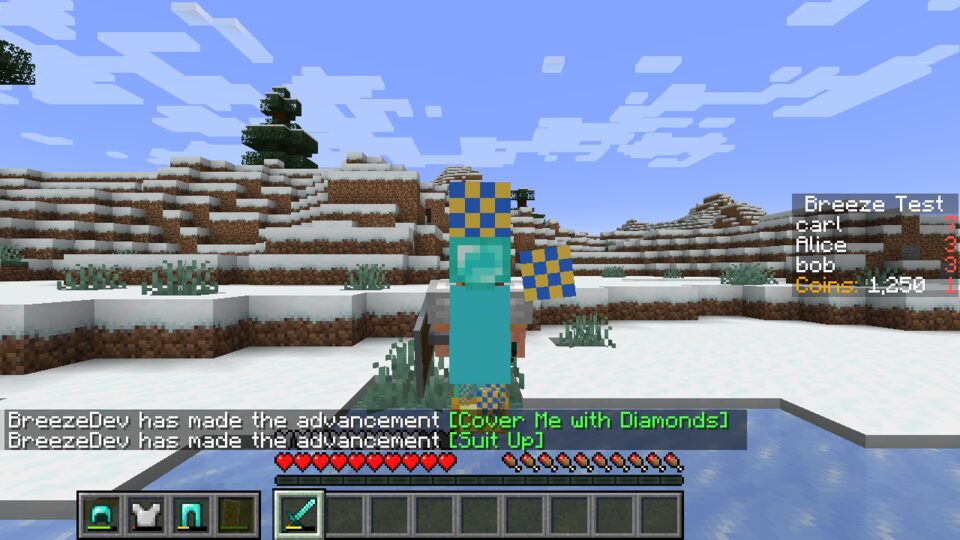 Breeze Test
carl 7
Alice 3
bob 3
Coins: 1,250 1
BreezeDev has made the advancement [Cover Me with Diamonds]
BreezeDev has made the advancement [Suit Up]